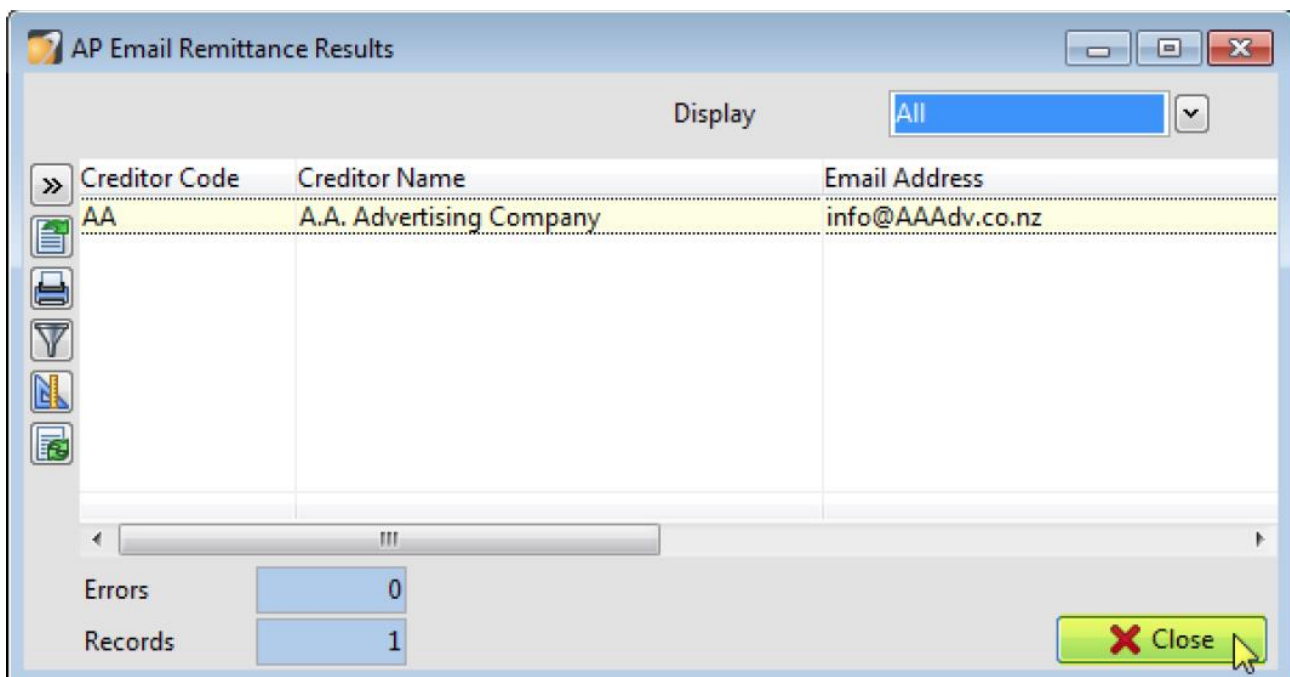 AP Email Remittance Results
Display All
Creditor Code Creditor Name Email Address
AA A.A. Advertising Company info@AAAdv.co.nz
Errors 0
Records 1
Close